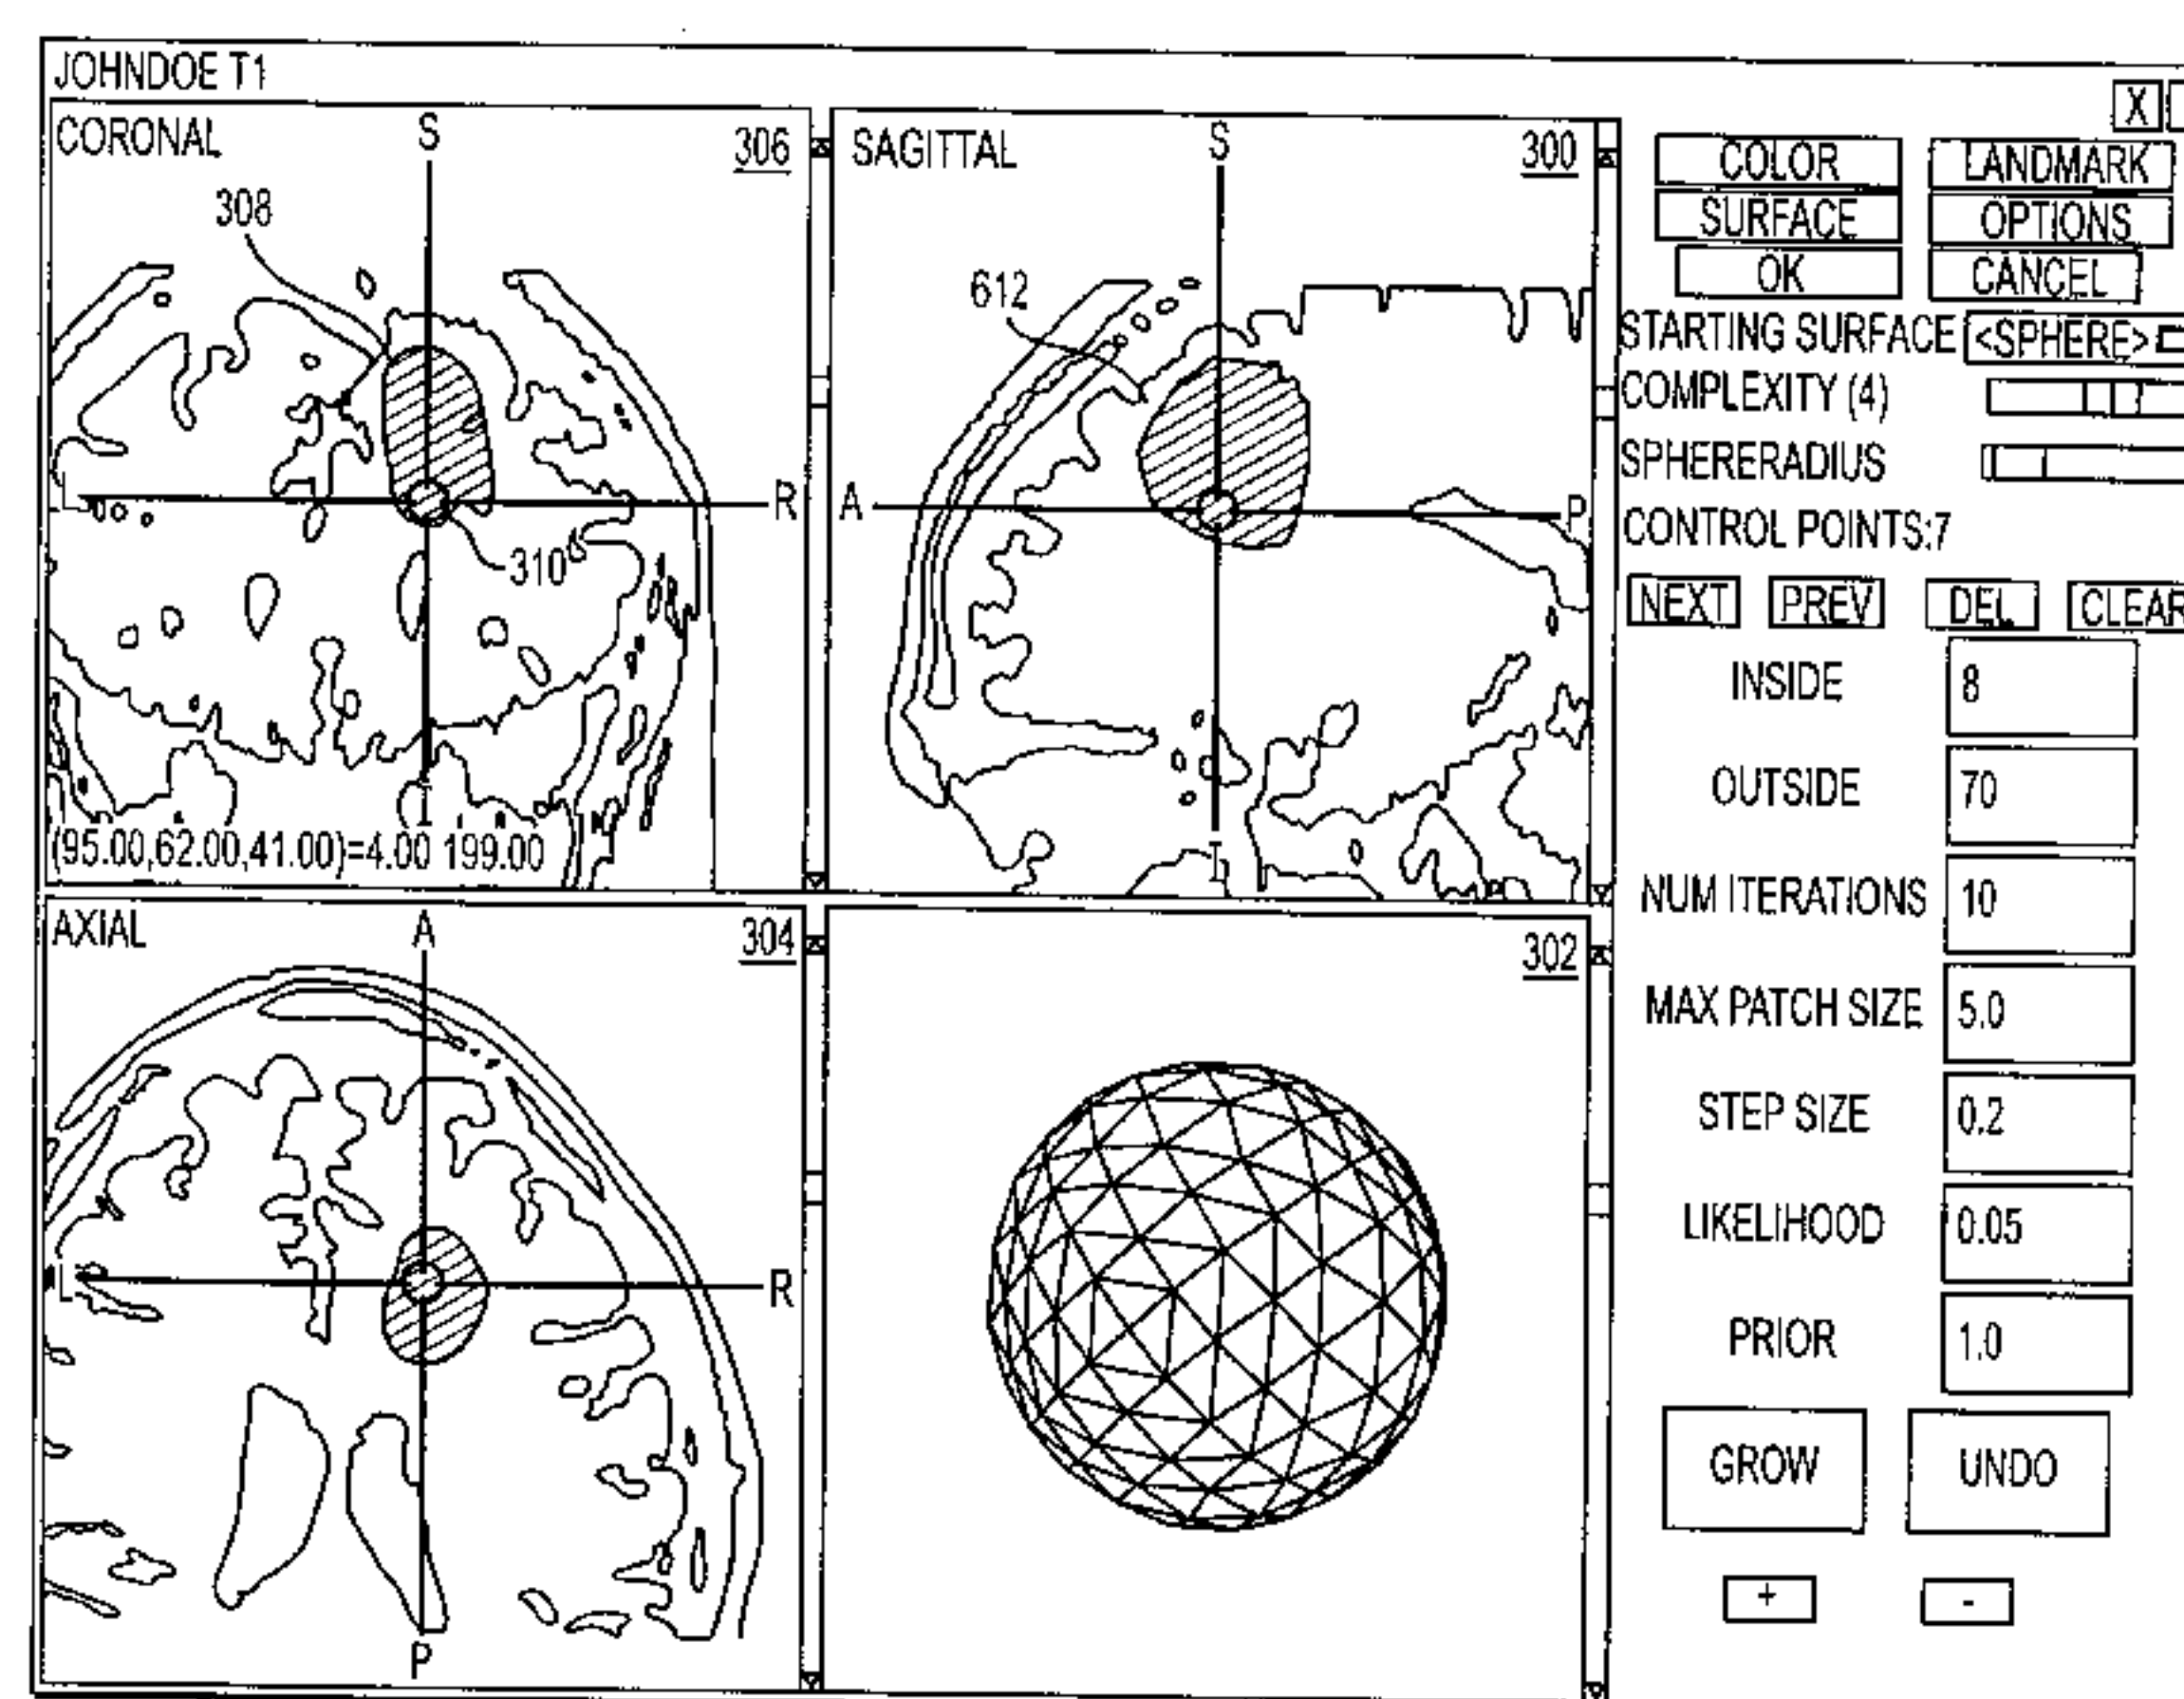 JOHNDOE T1
X
CORONAL
S
306
308
L
R
310
I
(95.00,62.00,41.00)=4.00 199.00
SAGITTAL
S
300
612
A
P
I
AXIAL
A
304
L
R
P
302
COLOR LANDMARK
SURFACE OPTIONS
OK CANCEL
STARTING SURFACE <SPHERE>
COMPLEXITY (4)
SPHERERADIUS
CONTROL POINTS:7
NEXT PREV DEL CLEAR
INSIDE 8
OUTSIDE 70
NUM ITERATIONS 10
MAX PATCH SIZE 5.0
STEP SIZE 0.2
LIKELIHOOD 0.05
PRIOR 1.0
GROW UNDO
+ -